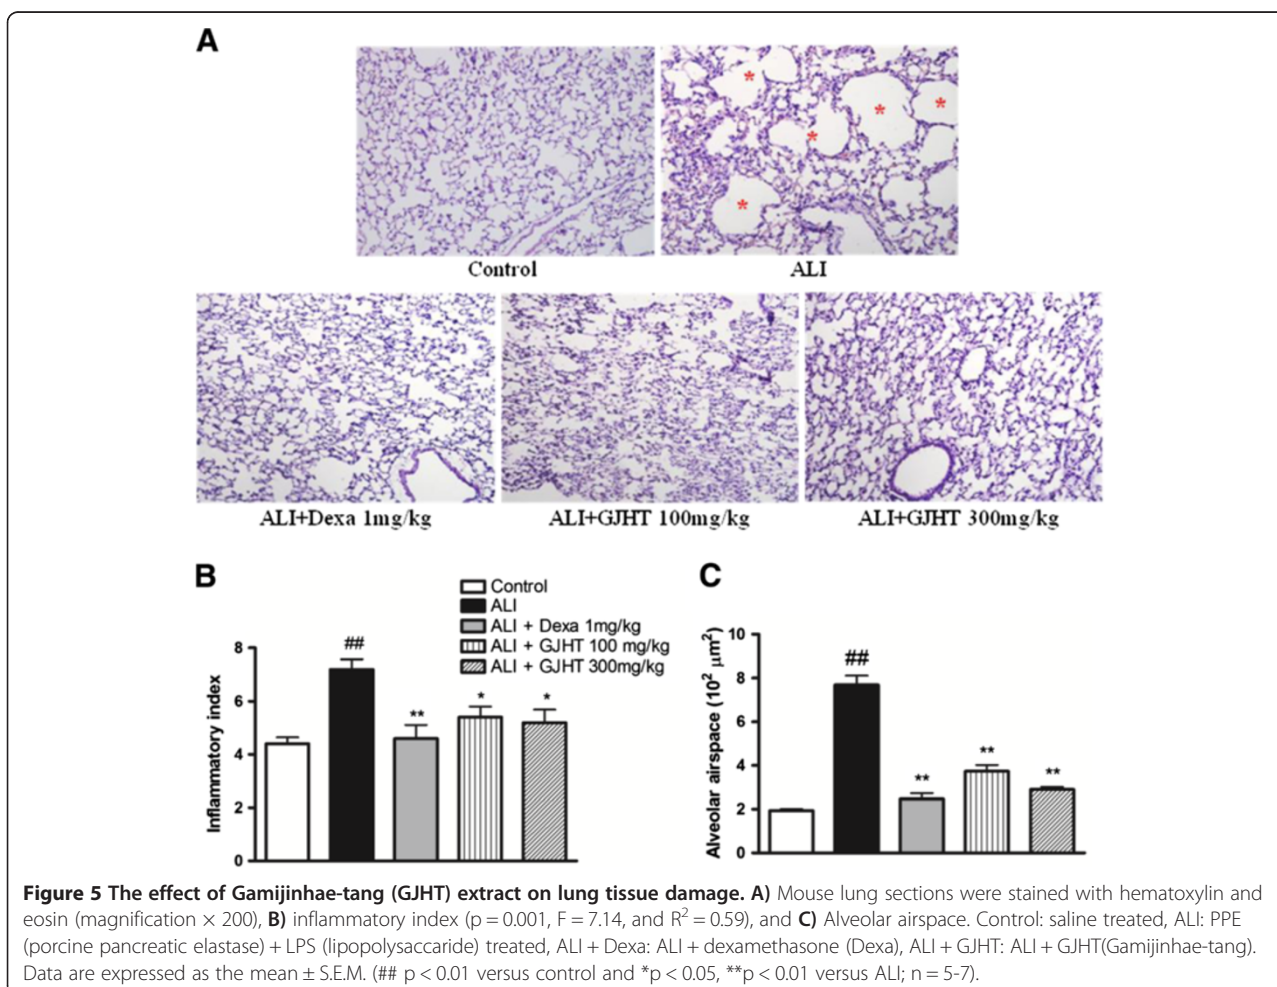 A
*
*
*
*
*
Control
ALI
ALI+Dexa 1mg/kg
ALI+GJHT 100mg/kg
ALI+GJHT 300mg/kg
B
Control
ALI
ALI + Dexa 1mg/kg
ALI + GJHT 100 mg/kg
ALI + GJHT 300mg/kg
Inflammatory index
8
6
4
2
0
##
**
*
*
C
Alveolar airspace (10² μm²)
10
8
6
4
2
0
##
**
**
**
Figure 5 The effect of Gamijinhae-tang (GJHT) extract on lung tissue damage. A) Mouse lung sections were stained with hematoxylin and
eosin (magnification × 200), B) inflammatory index (p = 0.001, F = 7.14, and R² = 0.59), and C) Alveolar airspace. Control: saline treated, ALI: PPE
(porcine pancreatic elastase) + LPS (lipopolysaccaride) treated, ALI + Dexa: ALI + dexamethasone (Dexa), ALI + GJHT: ALI + GJHT(Gamijinhae-tang).
Data are expressed as the mean ± S.E.M. (## p < 0.01 versus control and *p < 0.05, **p < 0.01 versus ALI; n = 5-7).